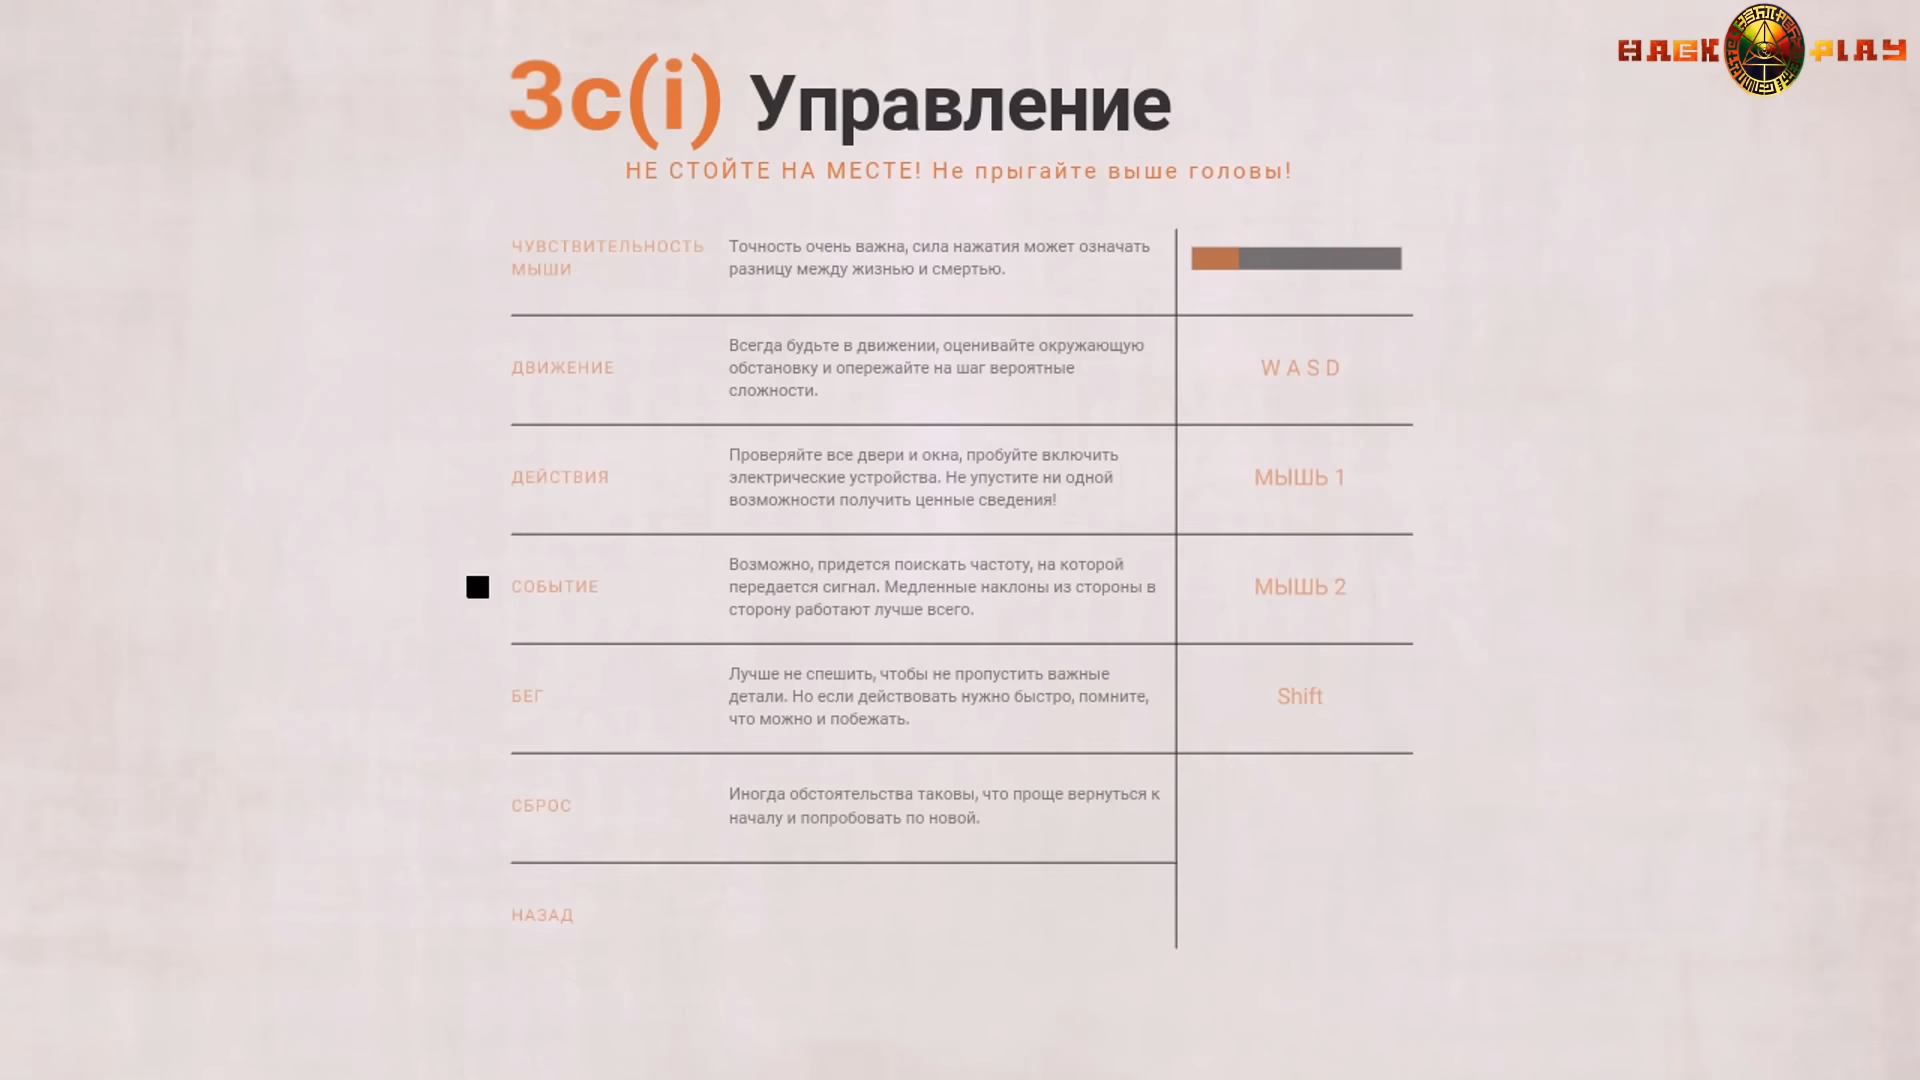 3c(i) Управление
НЕ СТОЙТЕ НА МЕСТЕ! Не прыгайте выше головы!
ЧУВСТВИТЕЛЬНОСТЬ
МЫШИ
Точность очень важна, сила нажатия может означать
разницу между жизнью и смертью.
ДВИЖЕНИЕ
Всегда будьте в движении, оценивайте окружающую
обстановку и опережайте на шаг вероятные
сложности.
W A S D
ДЕЙСТВИЯ
Проверяйте все двери и окна, пробуйте включить
электрические устройства. Не упустите ни одной
возможности получить ценные сведения!
МЫШЬ 1
СОБЫТИЕ
Возможно, придется поискать частоту, на которой
передается сигнал. Медленные наклоны из стороны в
сторону работают лучше всего.
МЫШЬ 2
БЕГ
Лучше не спешить, чтобы не пропустить важные
детали. Но если действовать нужно быстро, помните,
что можно и побежать.
Shift
СБРОС
Иногда обстоятельства таковы, что проще вернуться к
началу и попробовать по новой.
НАЗАД